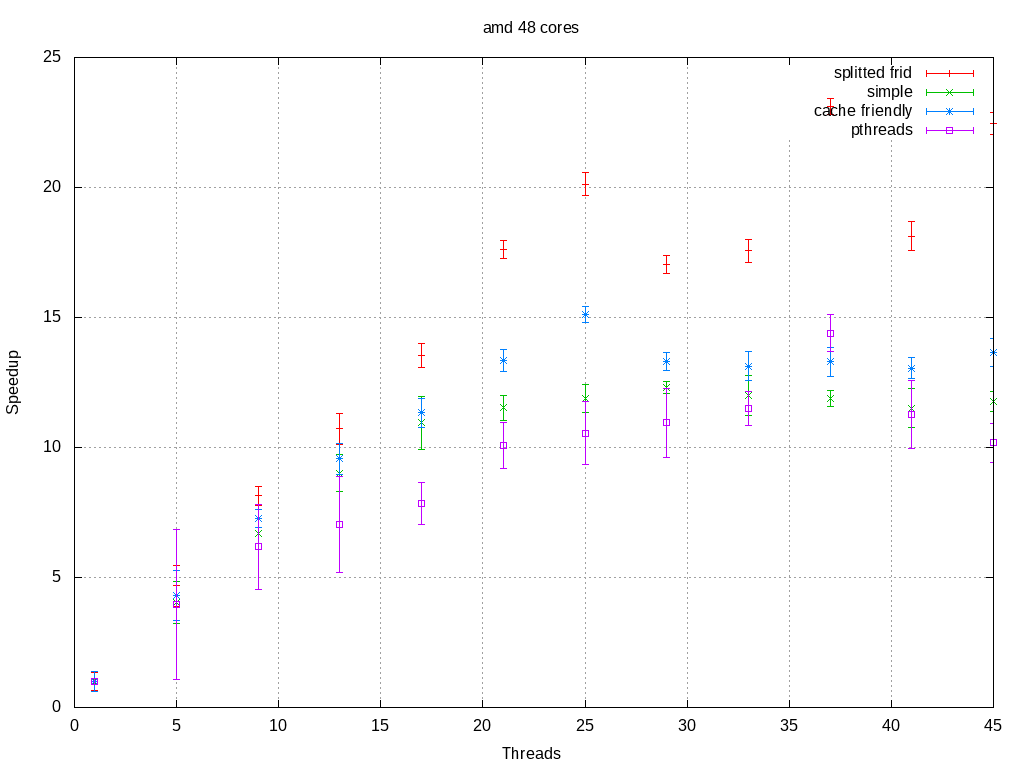 amd 48 cores
25
20
15
10
5
0
Speedup
splitted frid
simple
cache friendly
pthreads
0 5 10 15 20 25 30 35 40 45
Threads